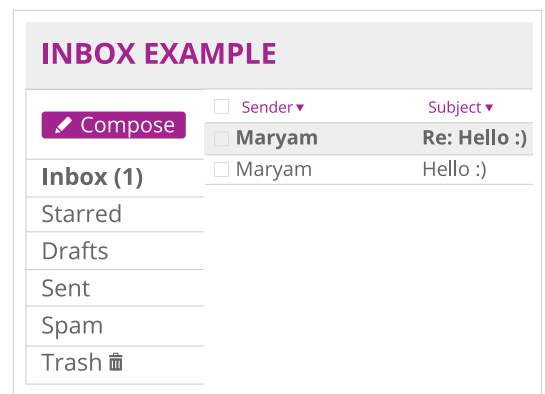 INBOX EXAMPLE
Compose
Inbox (1)
Starred
Drafts
Sent
Spam
Trash
Sender▾ Subject▾
Maryam Re: Hello :)
Maryam Hello :)